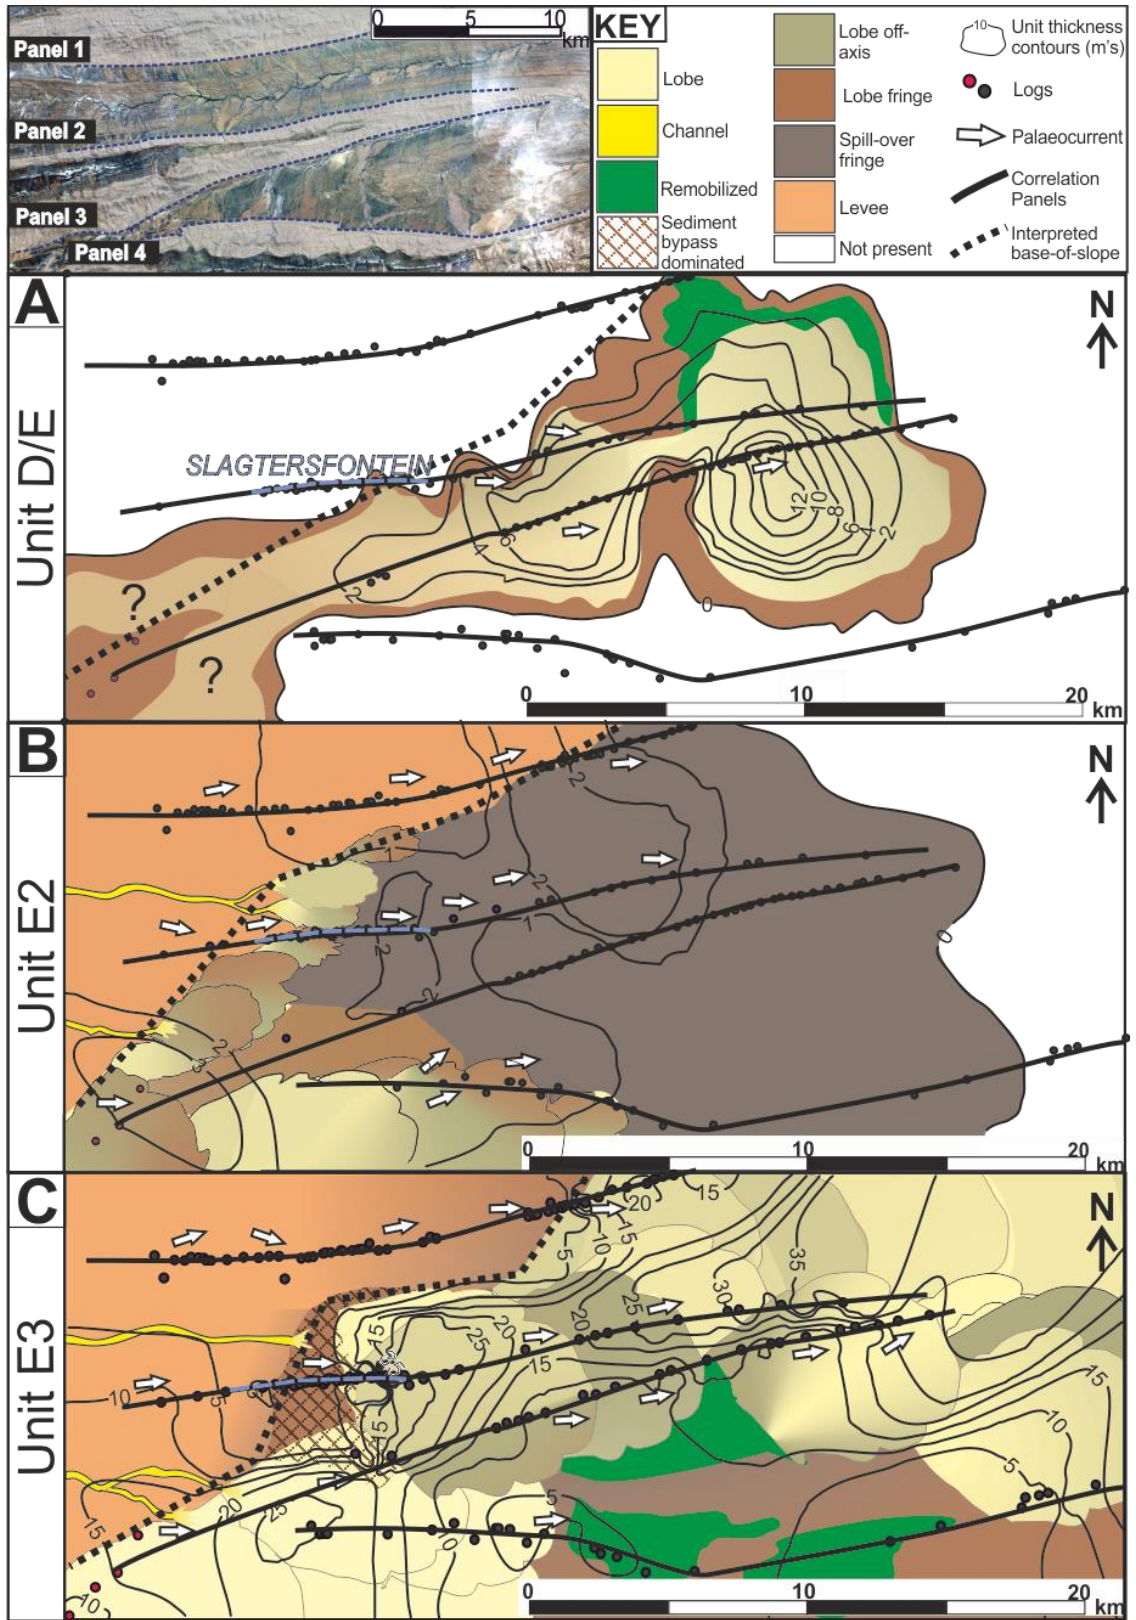 0 5 10
km
Panel 1
Panel 2
Panel 3
Panel 4
KEY
Lobe
Channel
Remobilized
Sediment
bypass
dominated
Lobe off-
axis
Lobe fringe
Spill-over
fringe
Levee
Not present
10
Unit thickness
contours (m's)
Logs
Palaeocurrent
Correlation
Panels
Interpreted
base-of-slope
A
Unit D/E
N
SLAGTERSFONTEIN
4
6
2
12
10
8
6
4
2
0
?
?
0 10 20
km
B
Unit E2
N
2
1
2
1
2
2
2
3
0
0 10 20
km
C
Unit E3
N
20
15
15
10
5
35
30
25
20
15
25
20
15
15
10
5
15
10
5
20
25
15
5
0
10
0 10 20
km